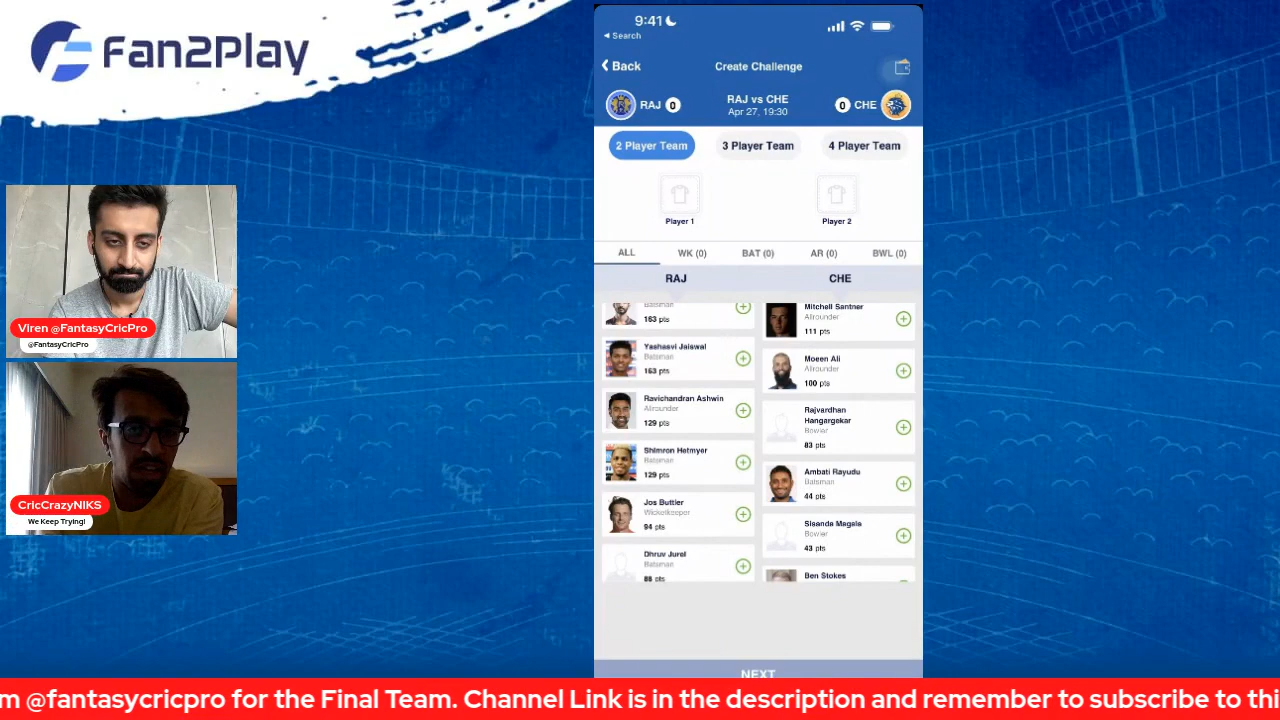 Fan2Play
Viren @FantasyCricPro
@FantasyCricPro
CricCrazyNIKS
We Keep Trying!
9:41
Search
Back
Create Challenge
RAJ 0
RAJ vs CHE
Apr 27, 19:30
0 CHE
2 Player Team
3 Player Team
4 Player Team
Player 1
Player 2
ALL
WK (0)
BAT (0)
AR (0)
BWL (0)
RAJ
CHE
Batsman
163 pts
Yashasvi Jaiswal
Batsman
163 pts
Ravichandran Ashwin
Allrounder
129 pts
Shimron Hetmyer
Batsman
129 pts
Jos Buttler
Wicketkeeper
94 pts
Dhruv Jurel
Batsman
88 pts
Mitchell Santner
Allrounder
111 pts
Moeen Ali
Allrounder
100 pts
Rajvardhan
Hangargekar
Bowler
83 pts
Ambati Rayudu
Batsman
44 pts
Sisanda Magala
Bowler
43 pts
Ben Stokes
NEXT
m @fantasycricpro for the Final Team. Channel Link is in the description and remember to subscribe to thi